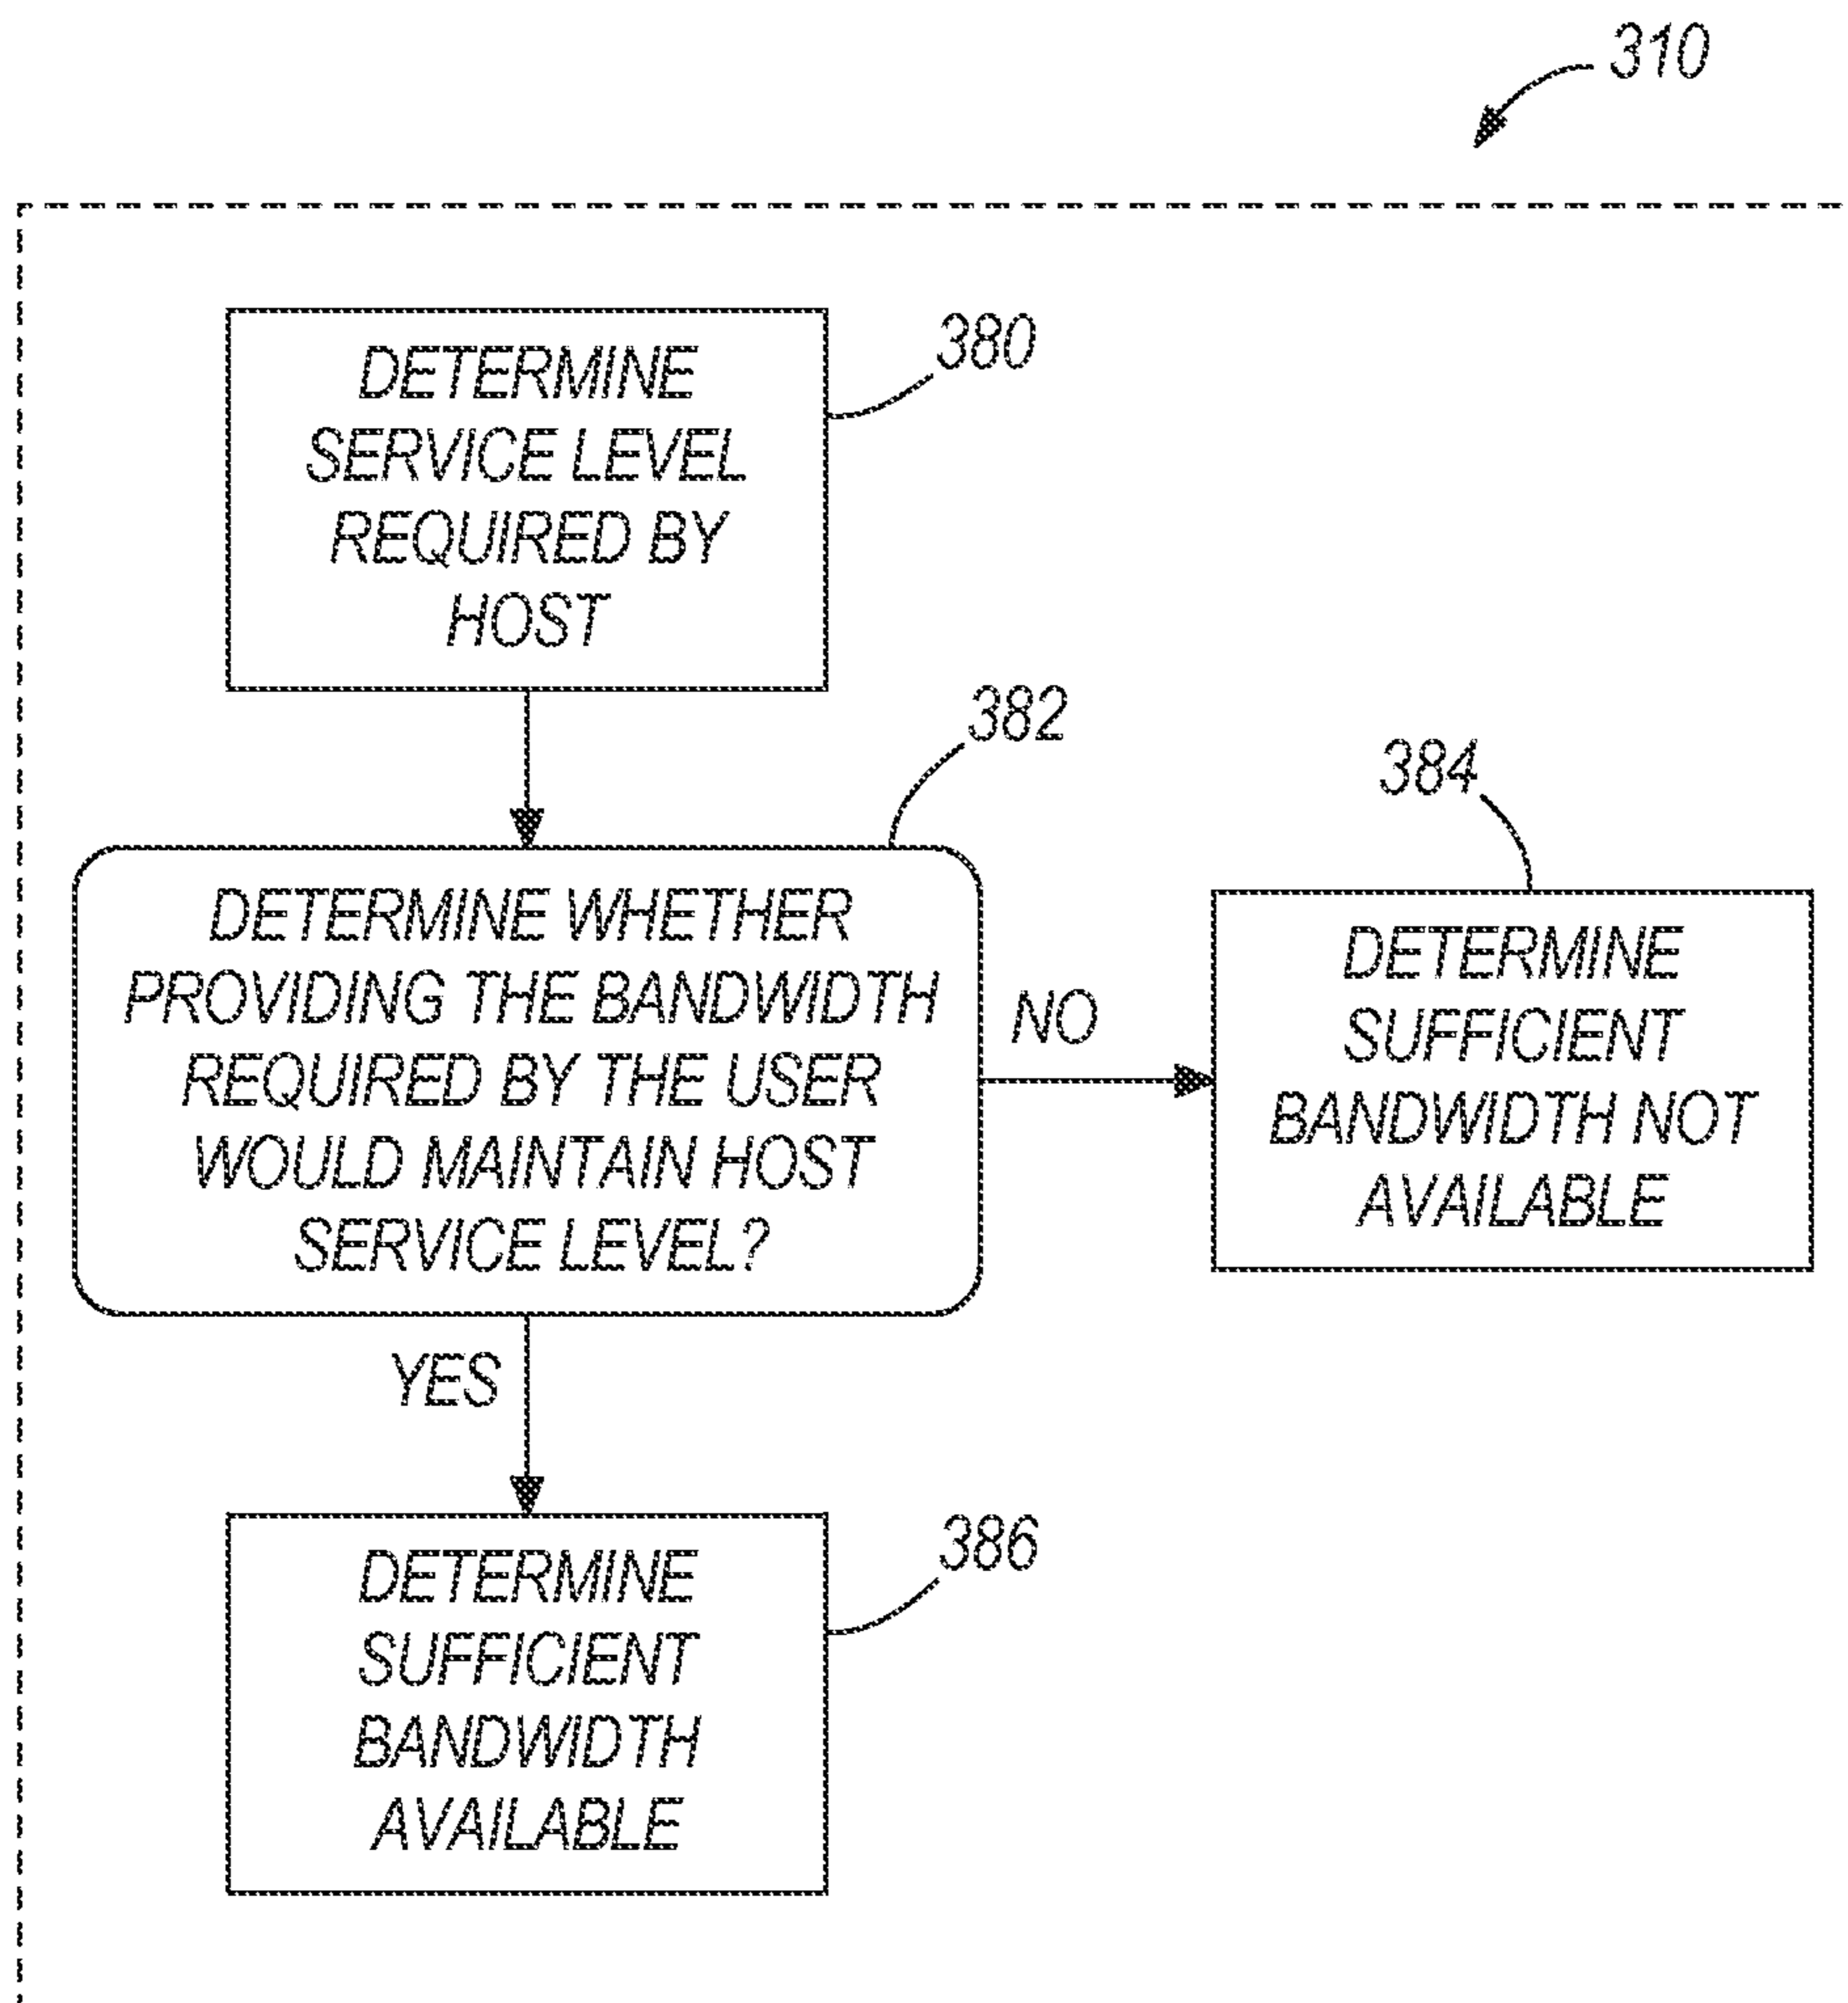 310
DETERMINE
SERVICE LEVEL
REQUIRED BY
HOST
380
382
DETERMINE WHETHER
PROVIDING THE BANDWIDTH
REQUIRED BY THE USER
WOULD MAINTAIN HOST
SERVICE LEVEL?
NO
384
DETERMINE
SUFFICIENT
BANDWIDTH NOT
AVAILABLE
YES
386
DETERMINE
SUFFICIENT
BANDWIDTH
AVAILABLE